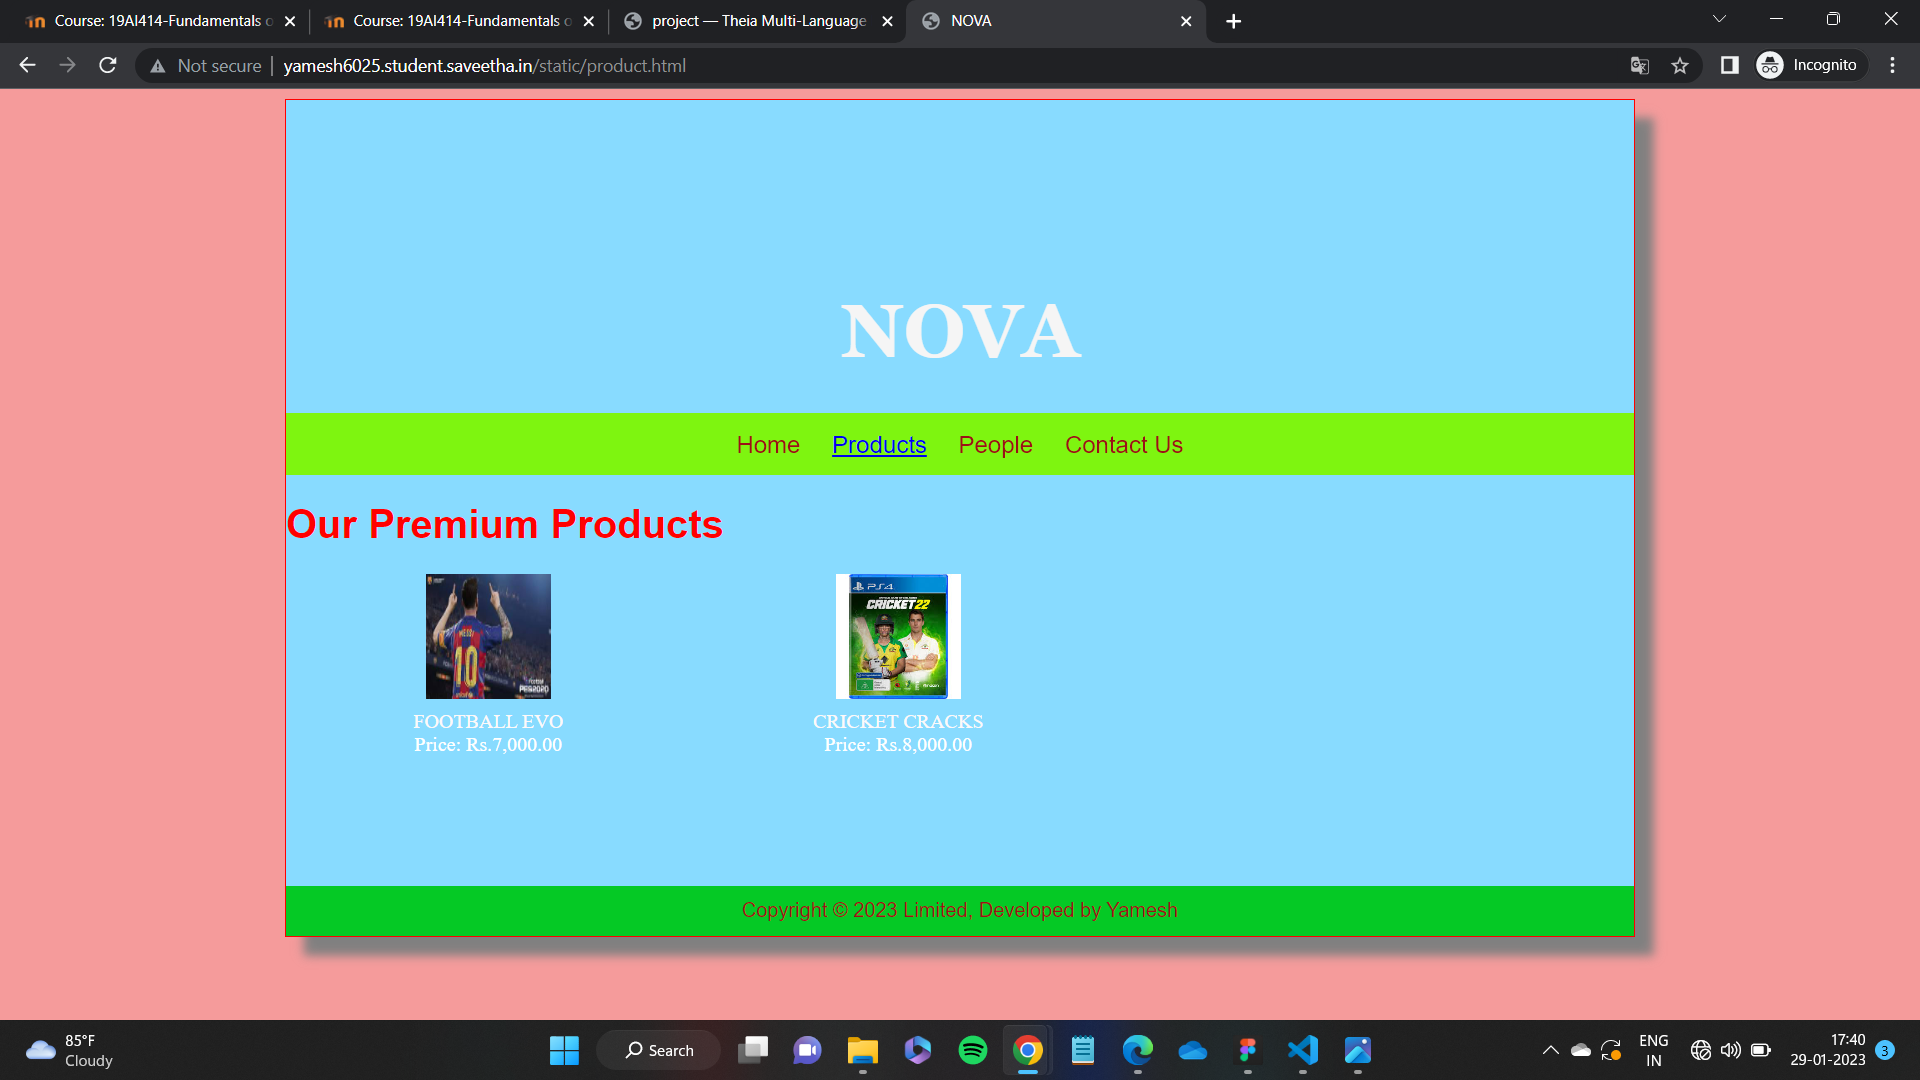 Course: 19AI414-Fundamentals o
Course: 19AI414-Fundamentals o
project — Theia Multi-Language
NOVA
Not secure
yamesh6025.student.saveetha.in/static/product.html
Incognito
NOVA
Home Products People Contact Us
Our Premium Products
MESSI
10
PES2020
PS4
CRICKET 22
FOOTBALL EVO
Price: Rs.7,000.00
CRICKET CRACKS
Price: Rs.8,000.00
Copyright © 2023 Limited, Developed by Yamesh
85°F
Cloudy
Search
ENG
IN
17:40
29-01-2023
3